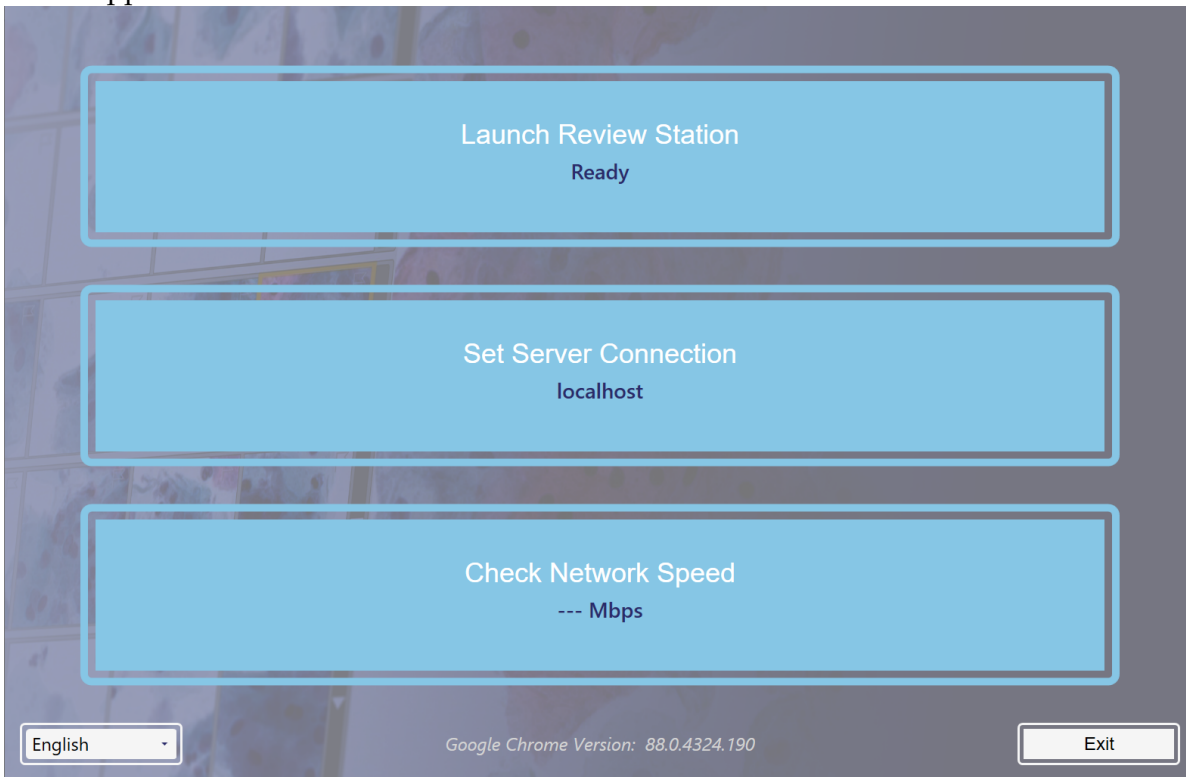 Launch Review Station
Ready
Set Server Connection
localhost
Check Network Speed
--- Mbps
English
Google Chrome Version: 88.0.4324.190
Exit